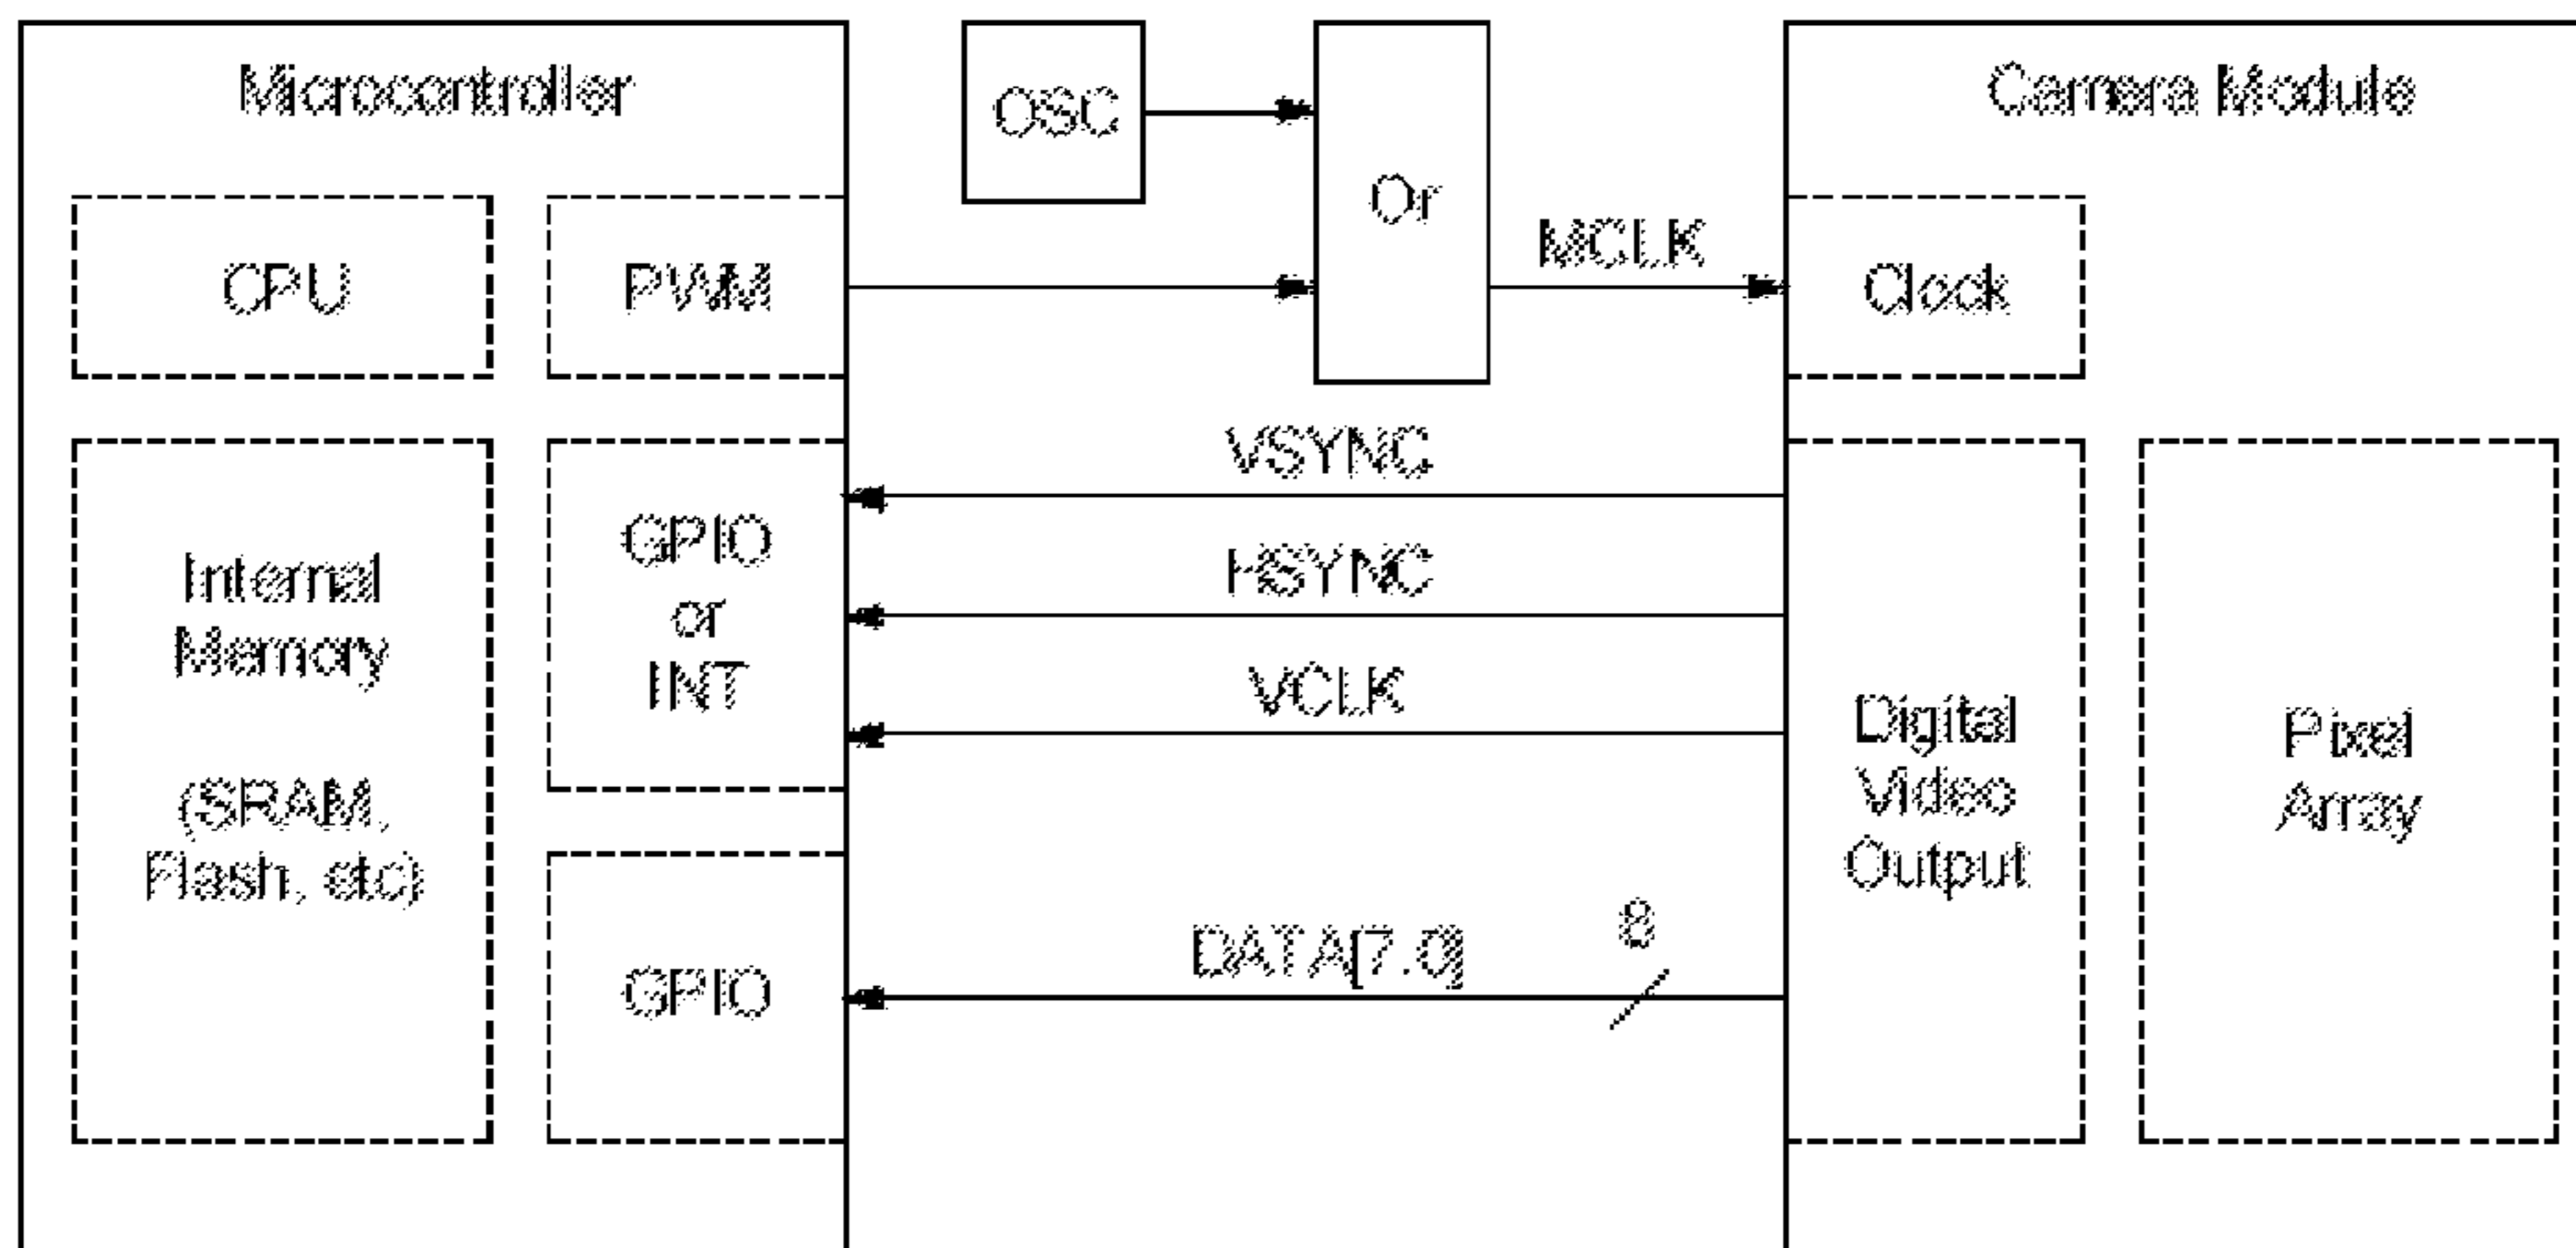 Microcontroller
OSC
Or
Camera Module
CPU
PWM
MCLK
Clock
VSYNC
HSYNC
VCLK
GPIO
or
INT
Internal
Memory
(SRAM,
Flash, etc)
GPIO
DATA[7.0]
8
Digital
Video
Output
Pixel
Array